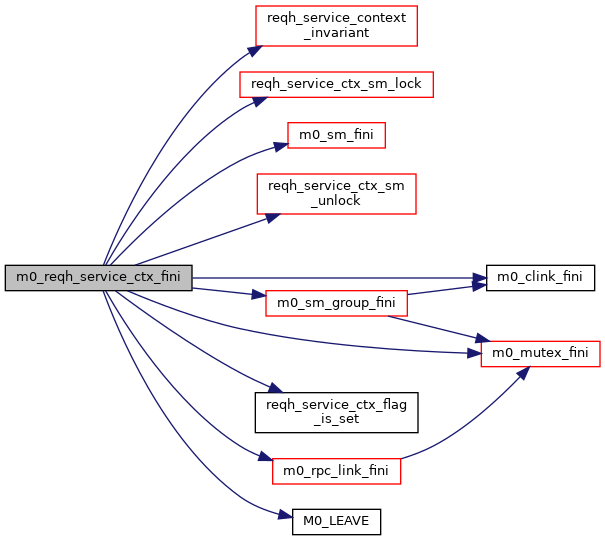 reqh_service_context
_invariant
reqh_service_ctx_sm_lock
m0_sm_fini
reqh_service_ctx_sm
_unlock
m0_reqh_service_ctx_fini
m0_clink_fini
m0_sm_group_fini
m0_mutex_fini
reqh_service_ctx_flag
_is_set
m0_rpc_link_fini
M0_LEAVE